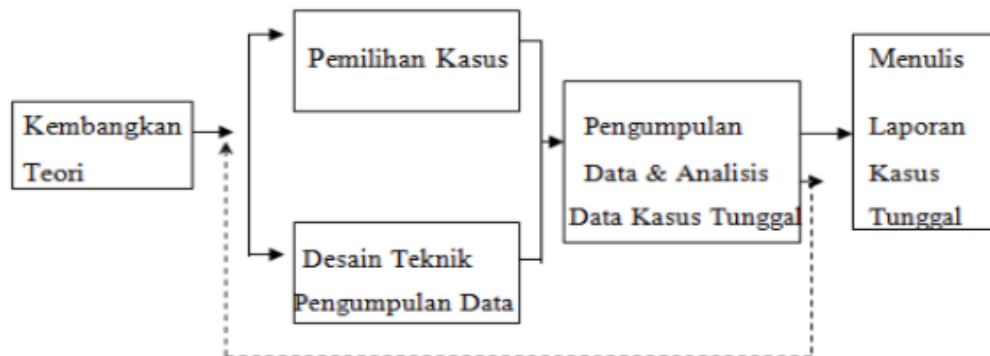 Kembangkan
Teori
Pemilihan Kasus
Desain Teknik
Pengumpulan Data
Pengumpulan
Data & Analisis
Data Kasus Tunggal
Menulis
Laporan
Kasus
Tunggal